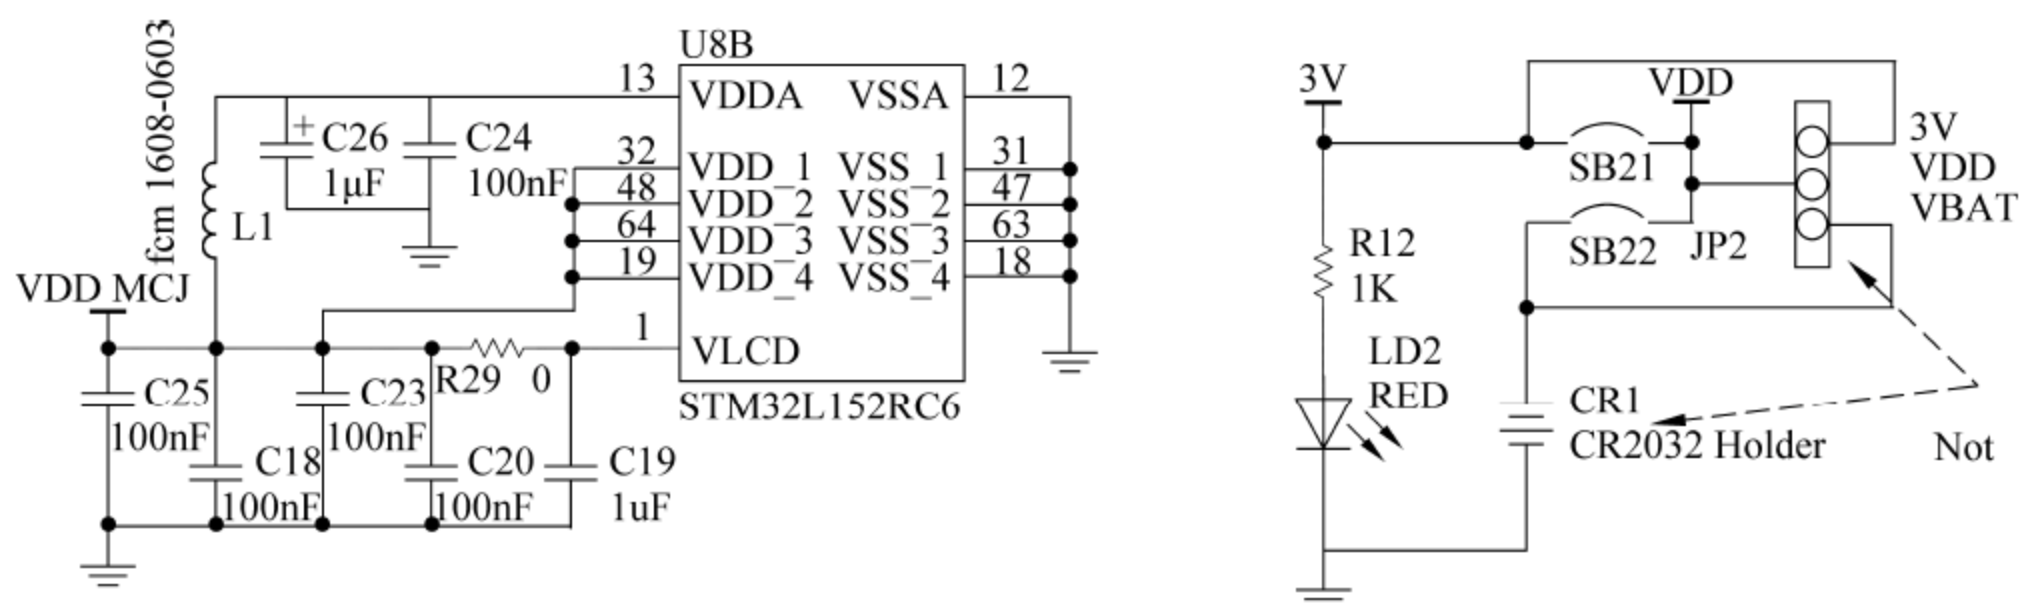 fcm 1608-0603
U8B
13
VDDA
VSSA
12
C26
1μF
C24
100nF
32
VDD_1
VSS_1
31
48
VDD_2
VSS_2
47
64
VDD_3
VSS_3
63
19
VDD_4
VSS_4
18
L1
VDD MCJ
1
VLCD
R29
0
STM32L152RC6
C25
100nF
C23
100nF
C18
100nF
C20
100nF
C19
1uF
3V
VDD
SB21
3V
VDD
VBAT
SB22
JP2
R12
1K
LD2
RED
CR1
CR2032 Holder
Not